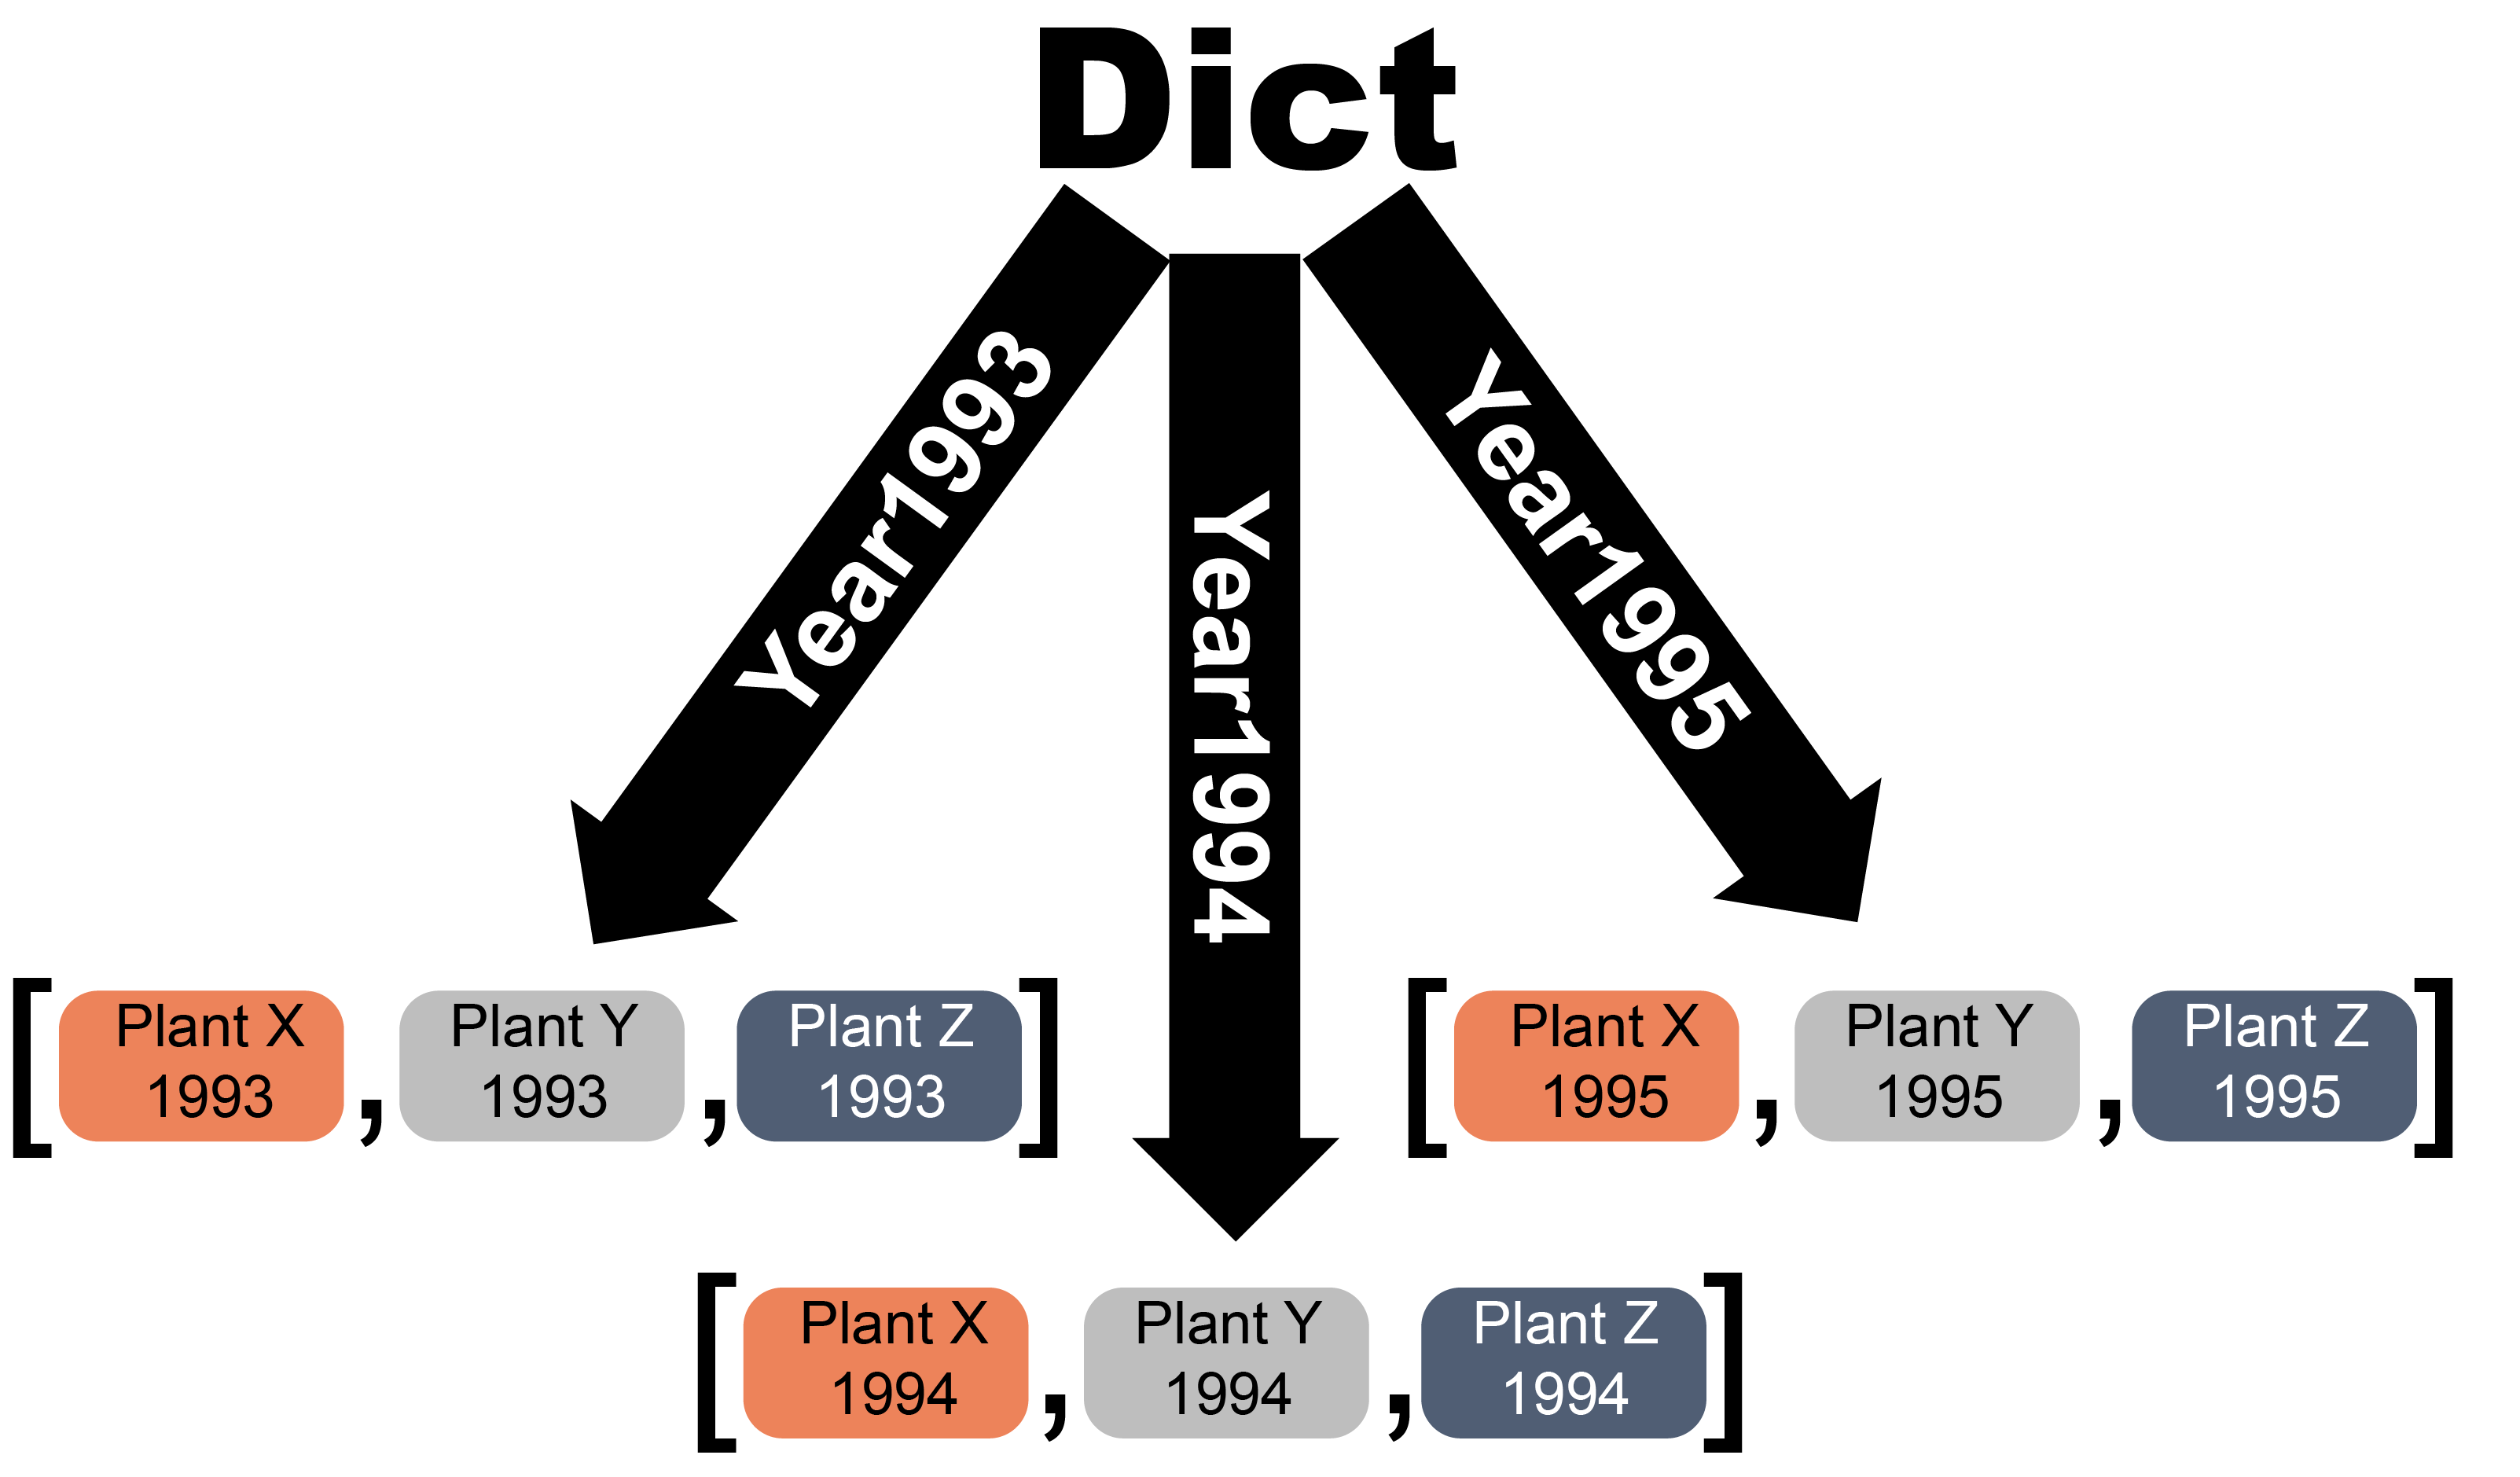 Dict
Year1993
Year1994
Year1995
[ Plant X , Plant Y , Plant Z ]
1993 1993 1993
[ Plant X , Plant Y , Plant Z ]
1995 1995 1995
[ Plant X , Plant Y , Plant Z ]
1994 1994 1994